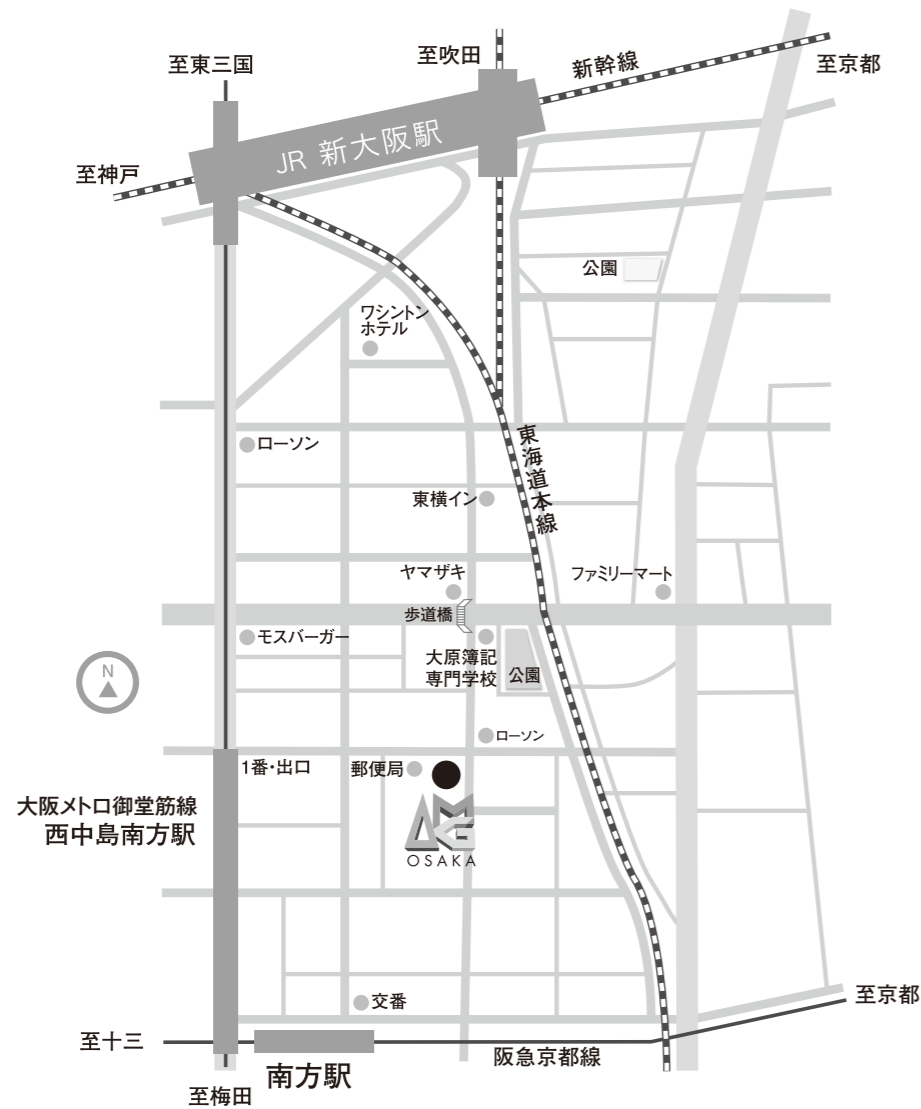 至吹田
新幹線
至東三国
至京都
JR 新大阪駅
至神戸
公園
ワシントン
ホテル
東海道本線
ローソン
東横イン
ヤマザキ
ファミリーマート
歩道橋
モスバーガー
大原簿記
専門学校
公園
N
ローソン
1番・出口
郵便局
大阪メトロ御堂筋線
西中島南方駅
AMG
OSAKA
交番
至京都
至十三
阪急京都線
南方駅
至梅田